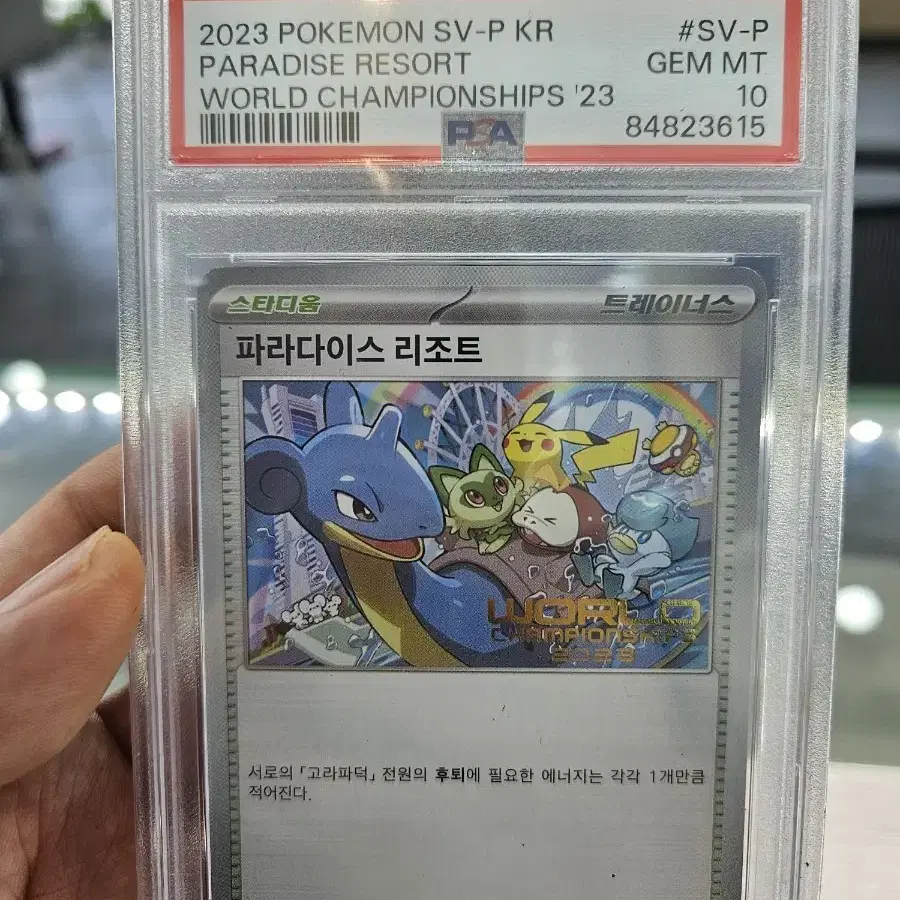 2023 POKEMON SV-P KR #SV-P
PARADISE RESORT GEM MT
WORLD CHAMPIONSHIPS '23 10
PSA 84823615
스타디움 트레이너스
파라다이스 리조트
WORLD
CHAMPIONSHIPS
2023
서로의 「고라파덕」 전원의 후퇴에 필요한 에너지는 각각 1개만큼
적어진다.